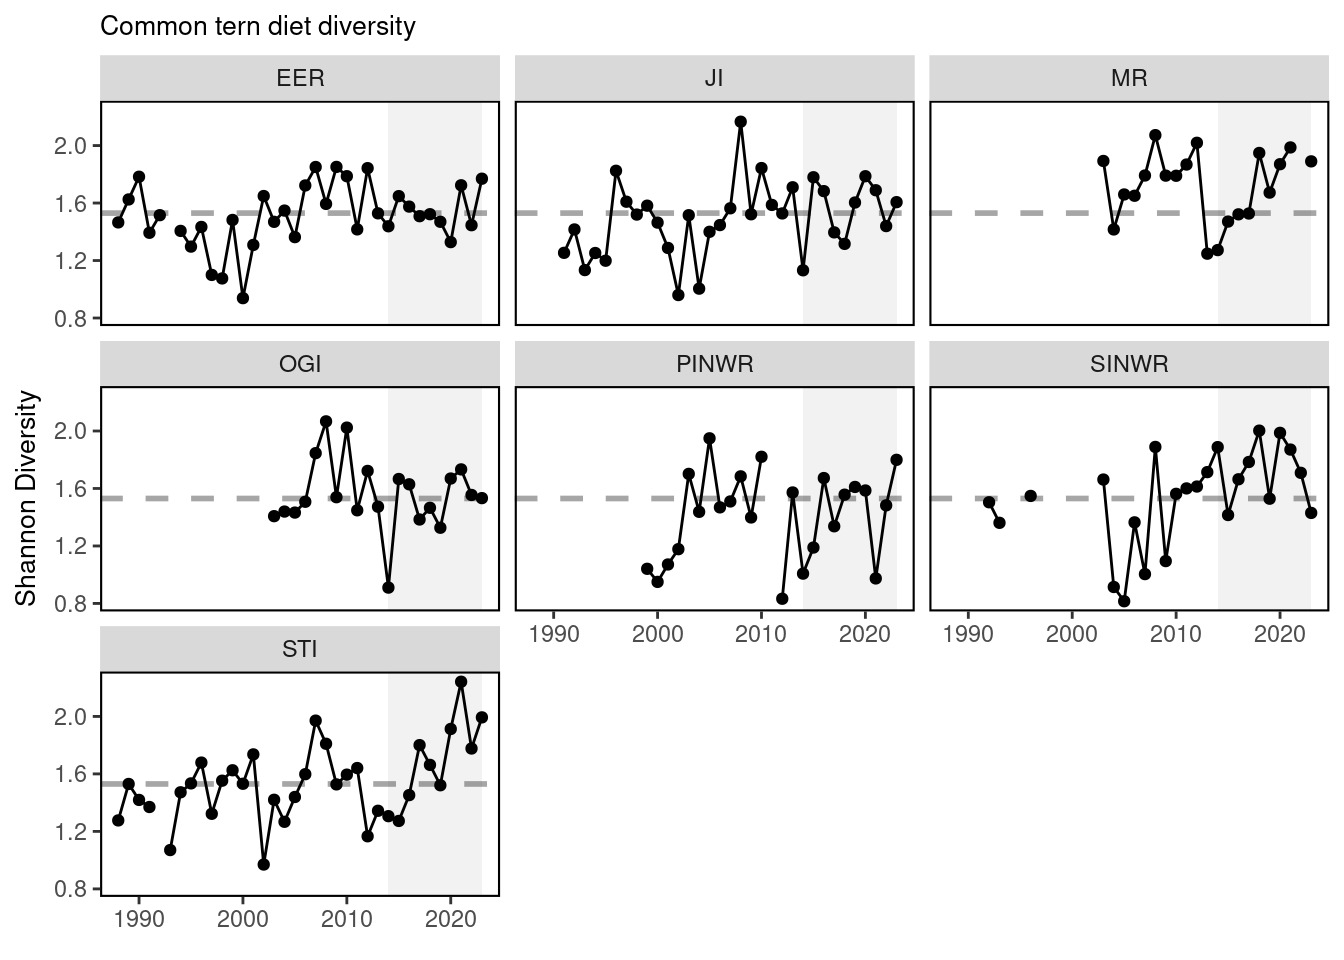 Common tern diet diversity
EER JI MR
2.0
1.6
1.2
0.8
OGI PINWR SINWR
2.0
1.6
1.2
0.8
1990 2000 2010 2020 1990 2000 2010 2020
STI
2.0
1.6
1.2
0.8
1990 2000 2010 2020
Shannon Diversity